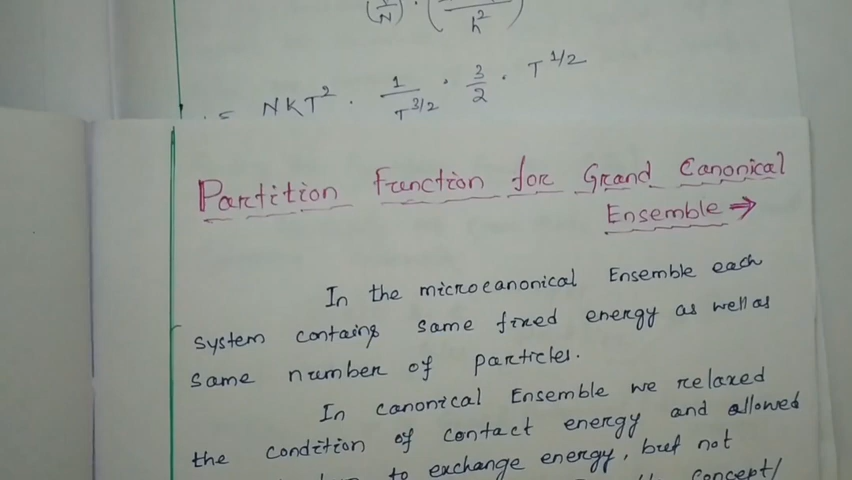 (V/N) · ( / h²)
= NKT² · 1/T^3/2 · 3/2 · T^1/2
Partition Function for Grand Canonical
Ensemble ⇒
In the microcanonical Ensemble each
system contains same fixed energy as well as
same number of particles.
In canonical Ensemble we relaxed
the condition of contact energy and allowed
to exchange energy, but not
concept/